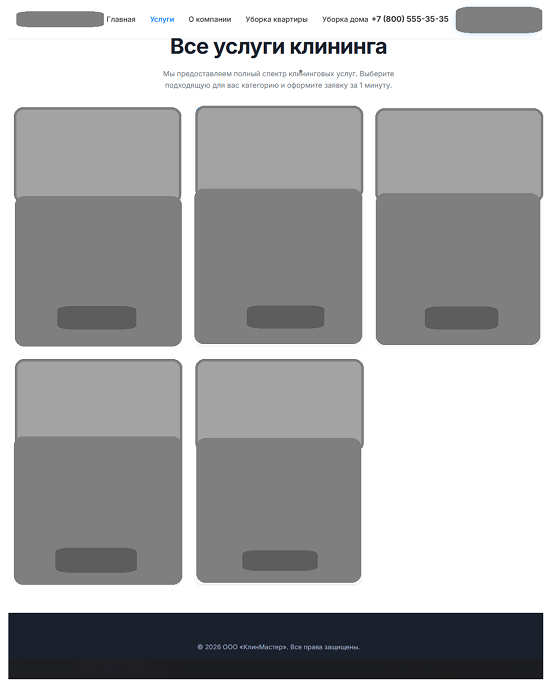 Главная Услуги О компании Уборка квартиры Уборка дома +7 (800) 555-35-35
Все услуги клининга
Мы предоставляем полный спектр клининговых услуг. Выберите
подходящую для вас категорию и оформите заявку за 1 минуту.
© 2026 ООО «КлинМастер». Все права защищены.